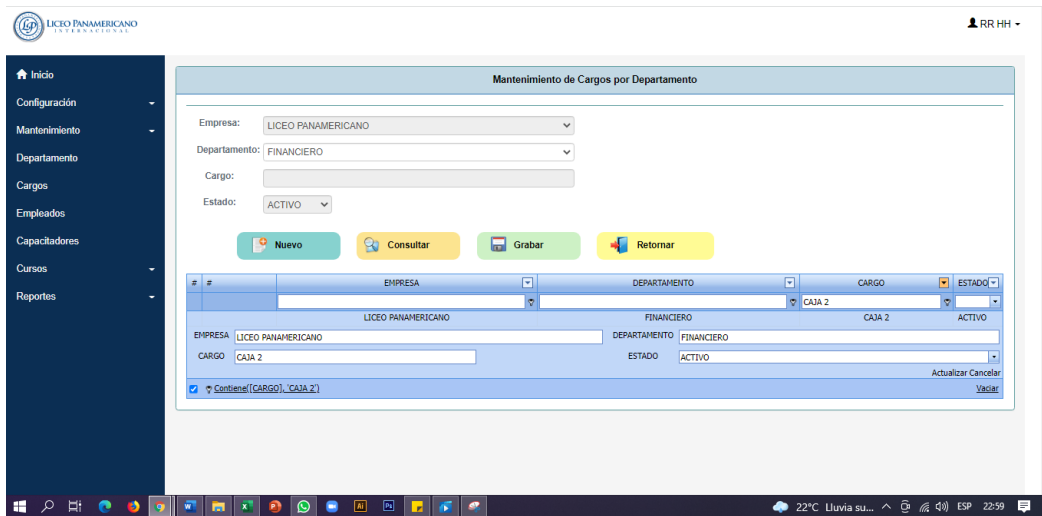 LICEO PANAMERICANO
INTERNACIONAL
RR HH
Inicio
Configuración
Mantenimiento
Departamento
Cargos
Empleados
Capacitadores
Cursos
Reportes
Mantenimiento de Cargos por Departamento
Empresa: LICEO PANAMERICANO
Departamento: FINANCIERO
Cargo:
Estado: ACTIVO
Nuevo Consultar Grabar Retornar
# # EMPRESA DEPARTAMENTO CARGO ESTADO
CAJA 2
LICEO PANAMERICANO FINANCIERO CAJA 2 ACTIVO
EMPRESA LICEO PANAMERICANO DEPARTAMENTO FINANCIERO
CARGO CAJA 2 ESTADO ACTIVO
Actualizar Cancelar
Contiene([CARGO], 'CAJA 2') Vaciar
22°C Lluvia su... ESP 22:59